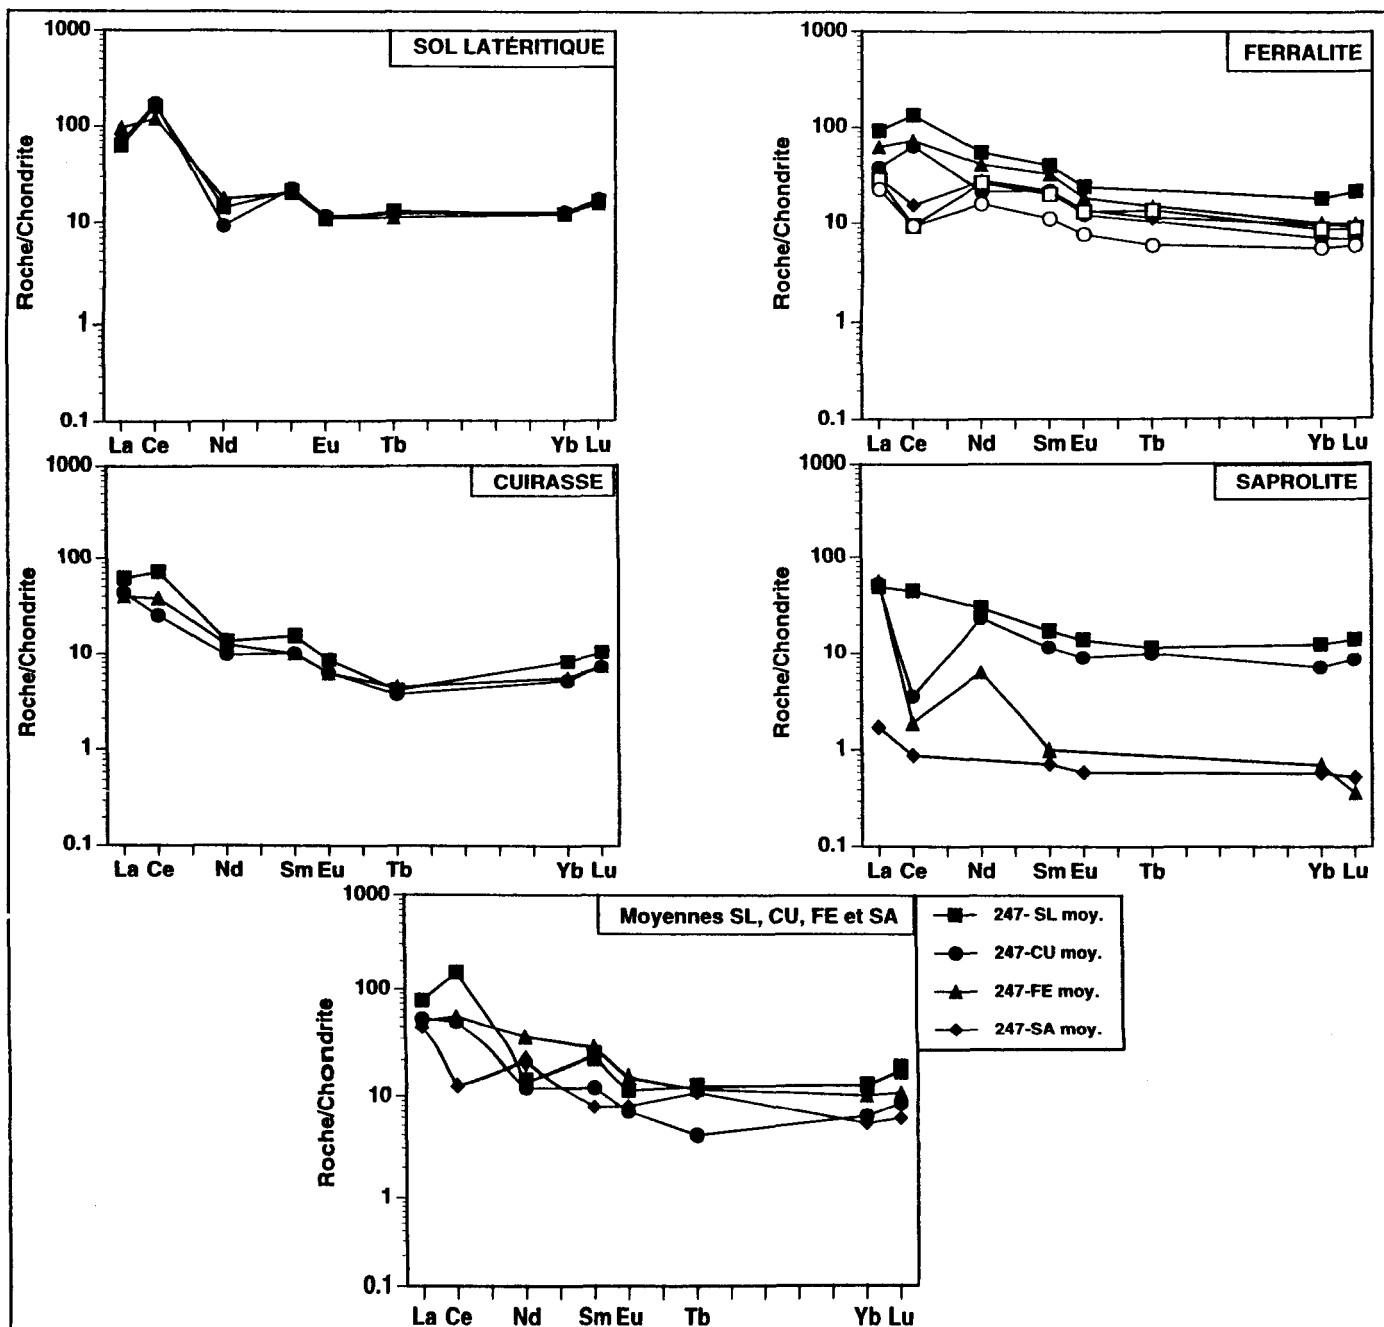 SOL LATÉRITIQUE
1000
100
10
1
0.1
Roche/Chondrite
La Ce Nd Eu Tb Yb Lu
FERRALITE
1000
100
10
1
0.1
Roche/Chondrite
La Ce Nd Sm Eu Tb Yb Lu
CUIRASSE
1000
100
10
1
0.1
Roche/Chondrite
La Ce Nd Sm Eu Tb Yb Lu
SAPROLITE
1000
100
10
1
0.1
Roche/Chondrite
La Ce Nd Sm Eu Tb Yb Lu
Moyennes SL, CU, FE et SA
1000
100
10
1
0.1
Roche/Chondrite
La Ce Nd Sm Eu Tb Yb Lu
247- SL moy.
247-CU moy.
247-FE moy.
247-SA moy.